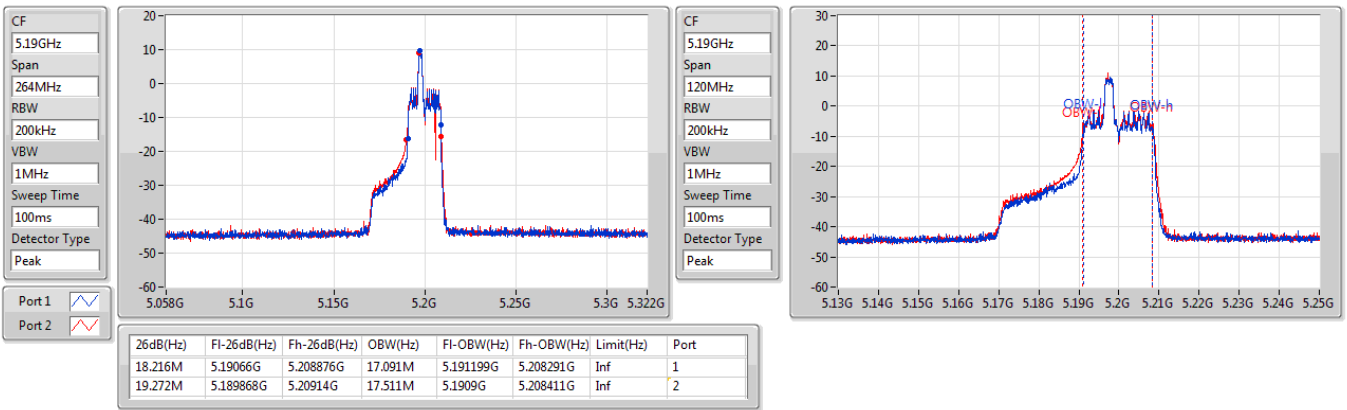 CF
5.19GHz
Span
264MHz
RBW
200kHz
VBW
1MHz
Sweep Time
100ms
Detector Type
Peak
Port 1
Port 2
20
10
0
-10
-20
-30
-40
-50
-60
5.058G 5.1G 5.15G 5.2G 5.25G 5.3G 5.322G
CF
5.19GHz
Span
120MHz
RBW
200kHz
VBW
1MHz
Sweep Time
100ms
Detector Type
Peak
30
20
10
0
-10
-20
-30
-40
-50
-60
OBW-h
5.13G 5.14G 5.15G 5.16G 5.17G 5.18G 5.19G 5.2G 5.21G 5.22G 5.23G 5.24G 5.25G
26dB(Hz) Fl-26dB(Hz) Fh-26dB(Hz) OBW(Hz) Fl-OBW(Hz) Fh-OBW(Hz) Limit(Hz) Port
18.216M 5.19066G 5.208876G 17.091M 5.191199G 5.208291G Inf 1
19.272M 5.189868G 5.20914G 17.511M 5.1909G 5.208411G Inf 2